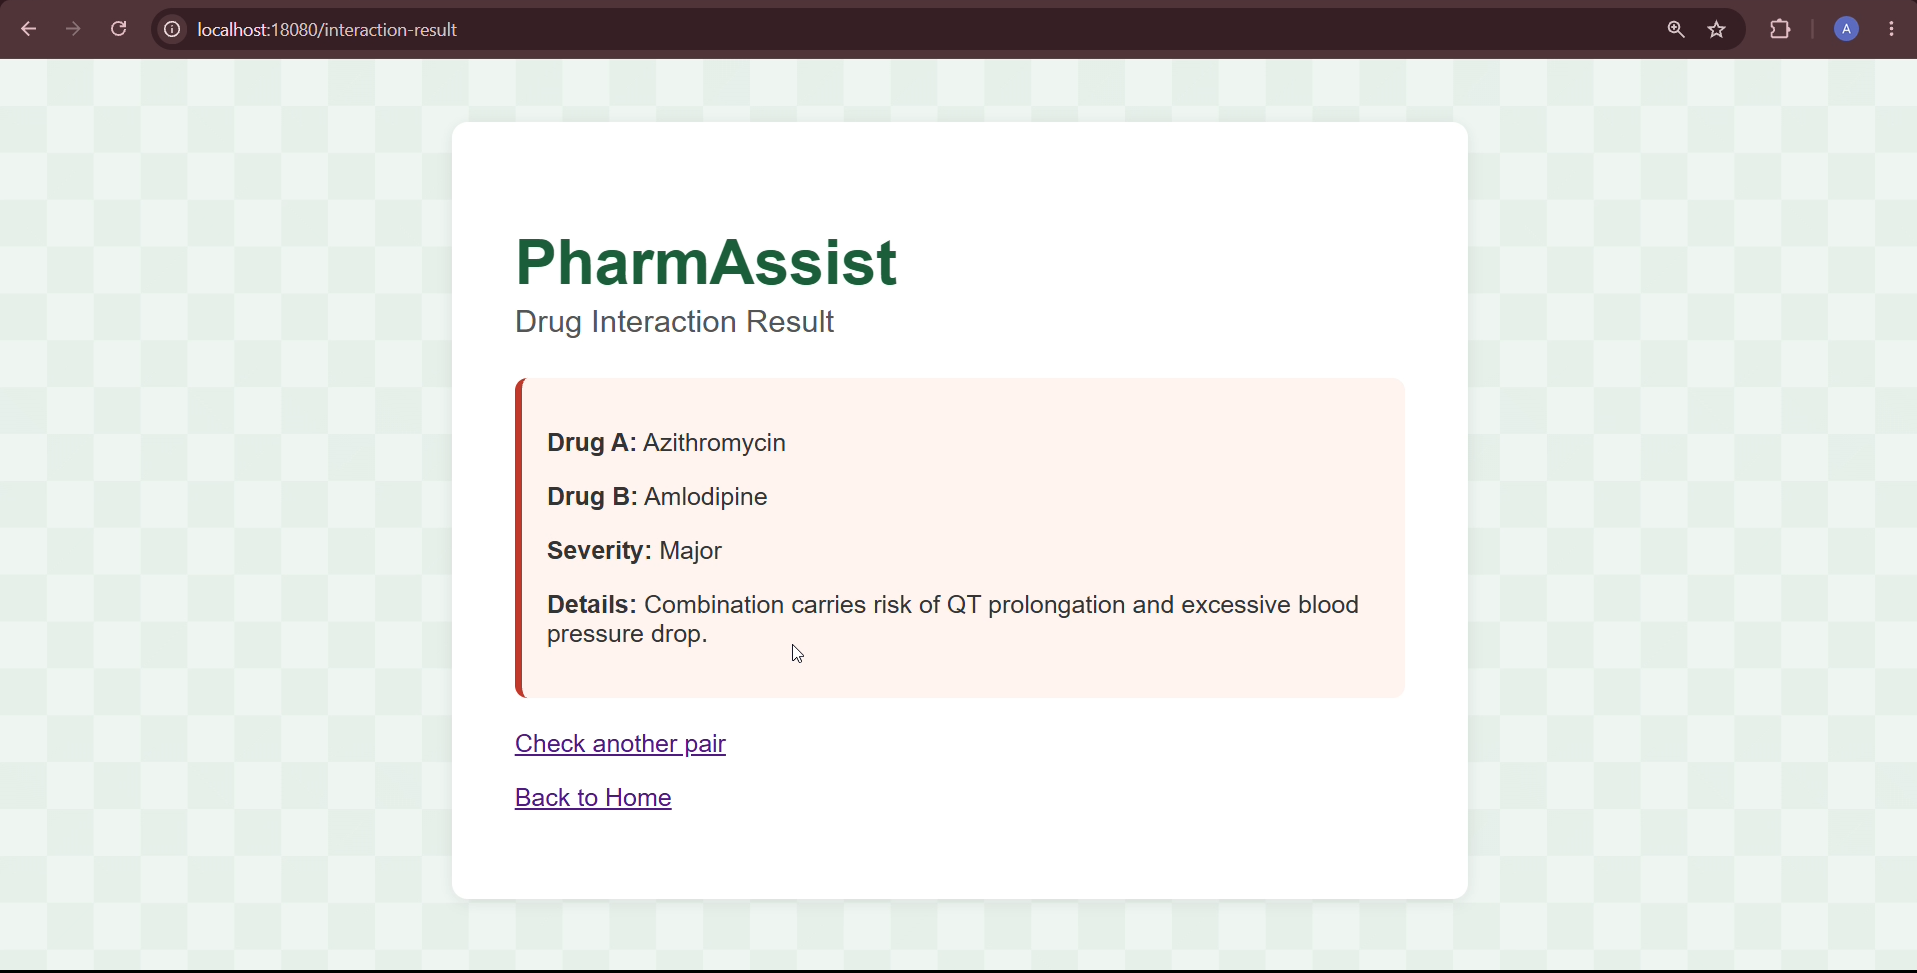 localhost:18080/interaction-result
A
PharmAssist
Drug Interaction Result
Drug A: Azithromycin
Drug B: Amlodipine
Severity: Major
Details: Combination carries risk of QT prolongation and excessive blood
pressure drop.
Check another pair
Back to Home